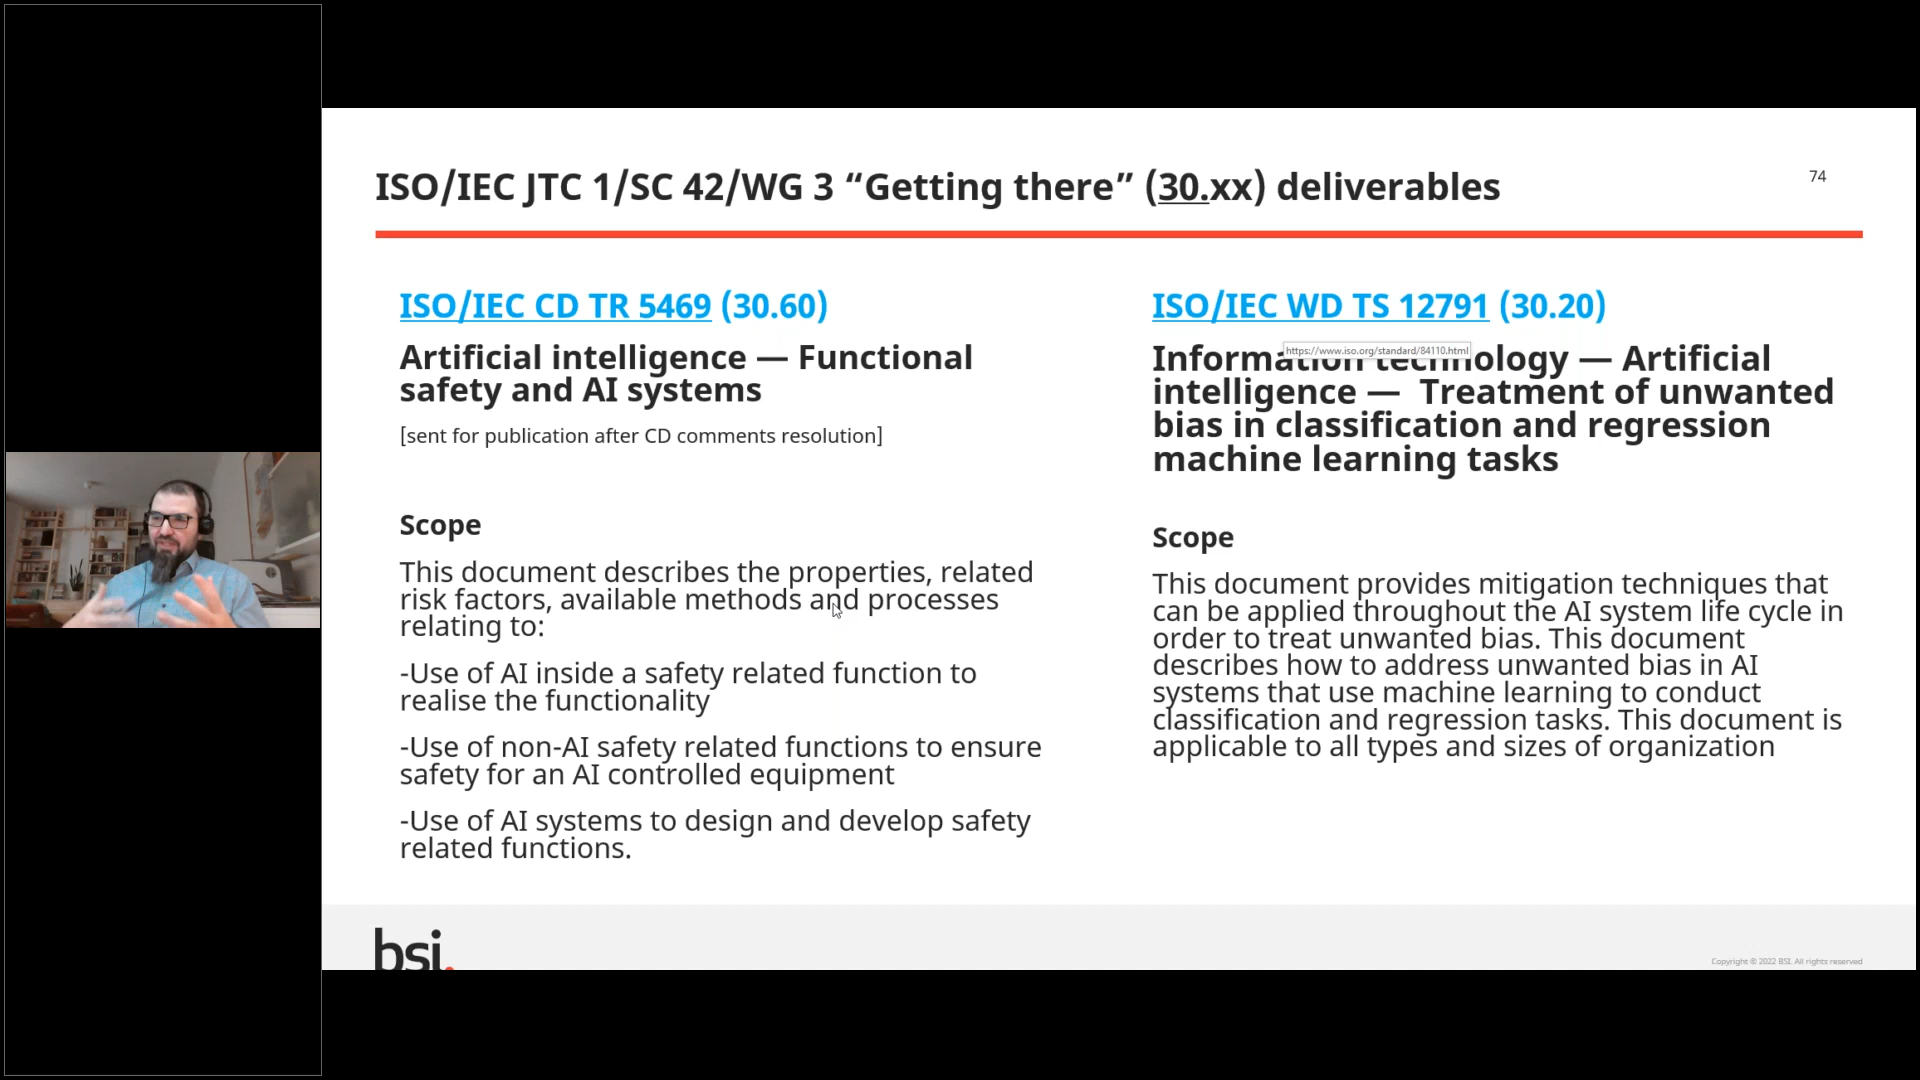 ISO/IEC JTC 1/SC 42/WG 3 “Getting there” (30.xx) deliverables
74
ISO/IEC CD TR 5469 (30.60)
Artificial intelligence — Functional
safety and AI systems
[sent for publication after CD comments resolution]
Scope
This document describes the properties, related
risk factors, available methods and processes
relating to:
-Use of AI inside a safety related function to
realise the functionality
-Use of non-AI safety related functions to ensure
safety for an AI controlled equipment
-Use of AI systems to design and develop safety
related functions.
ISO/IEC WD TS 12791 (30.20)
https://www.iso.org/standard/84110.html
Information technology — Artificial
intelligence — Treatment of unwanted
bias in classification and regression
machine learning tasks
Scope
This document provides mitigation techniques that
can be applied throughout the AI system life cycle in
order to treat unwanted bias. This document
describes how to address unwanted bias in AI
systems that use machine learning to conduct
classification and regression tasks. This document is
applicable to all types and sizes of organization
bsi.
Copyright © 2022 BSI. All rights reserved